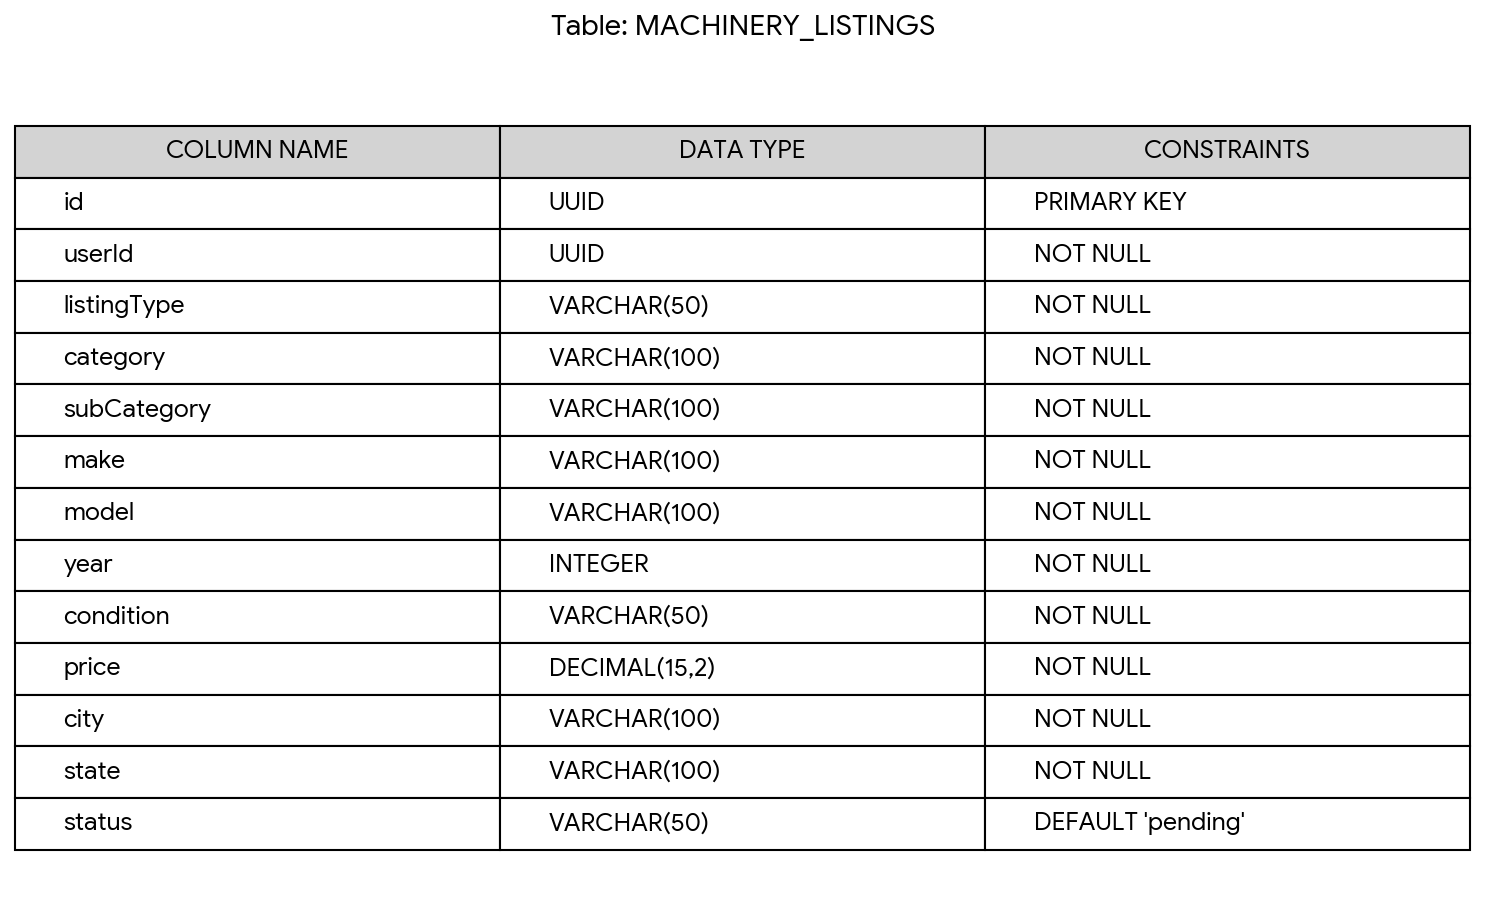 Table: MACHINERY_LISTINGS
COLUMN NAME DATA TYPE CONSTRAINTS
id UUID PRIMARY KEY
userId UUID NOT NULL
listingType VARCHAR(50) NOT NULL
category VARCHAR(100) NOT NULL
subCategory VARCHAR(100) NOT NULL
make VARCHAR(100) NOT NULL
model VARCHAR(100) NOT NULL
year INTEGER NOT NULL
condition VARCHAR(50) NOT NULL
price DECIMAL(15,2) NOT NULL
city VARCHAR(100) NOT NULL
state VARCHAR(100) NOT NULL
status VARCHAR(50) DEFAULT 'pending'